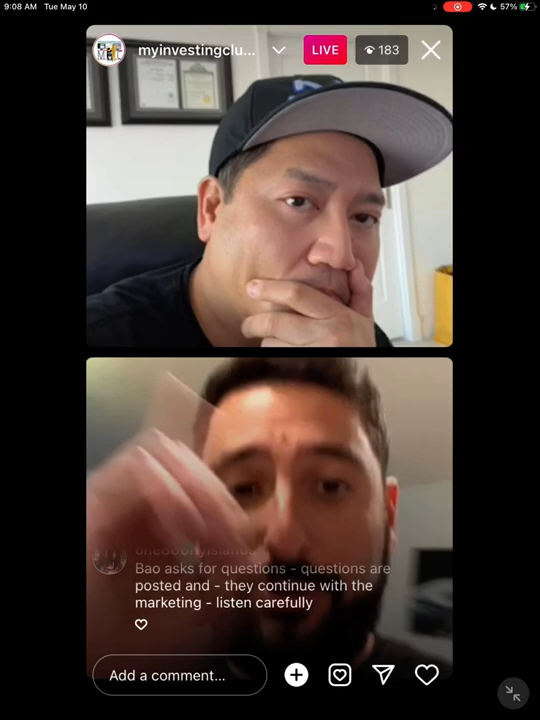 9:08 AM Tue May 10
57%
myinvestingclu...
LIVE
183
Bao asks for questions - questions are
posted and - they continue with the
marketing - listen carefully
Add a comment...